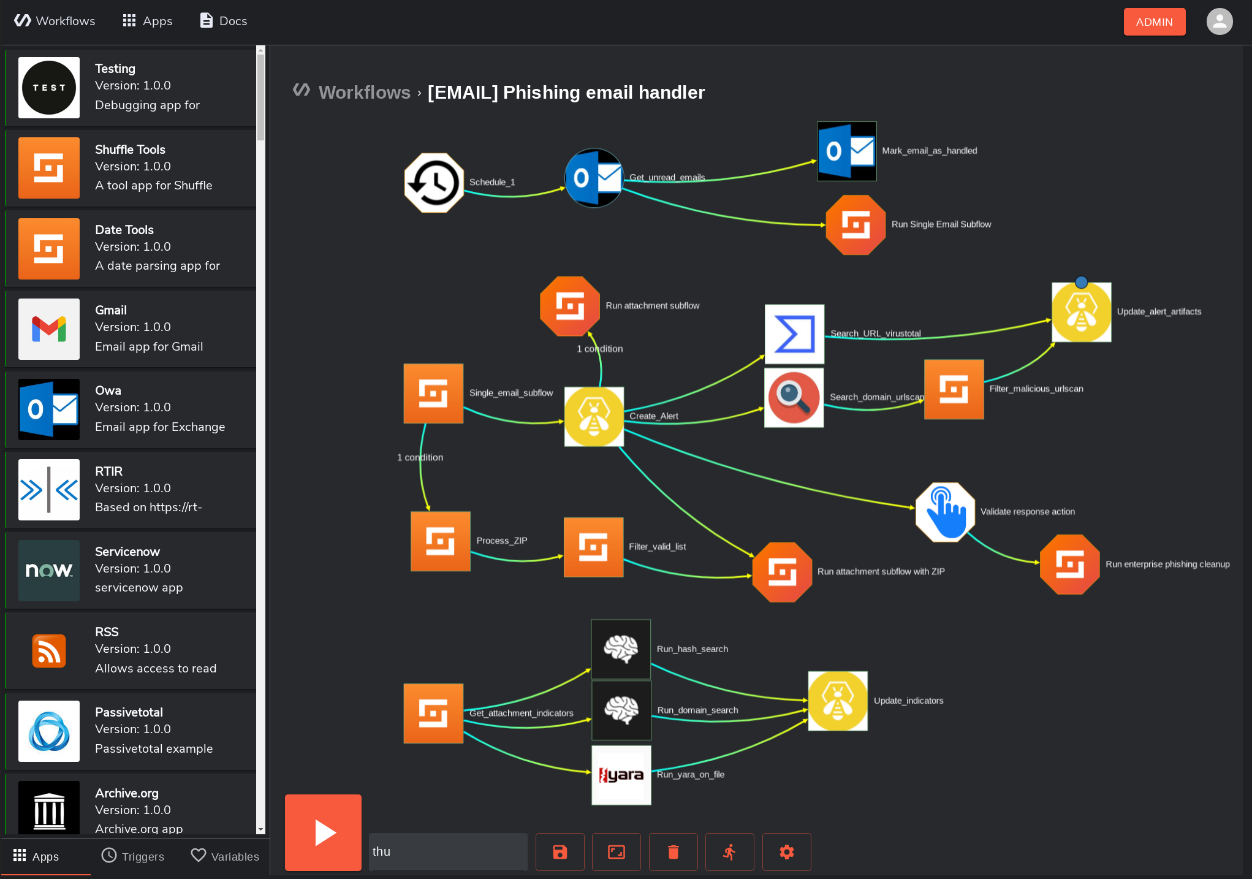 Workflows
Apps
Docs
ADMIN
Testing
Version: 1.0.0
Debugging app for
TEST
Shuffle Tools
Version: 1.0.0
A tool app for Shuffle
Date Tools
Version: 1.0.0
A date parsing app for
Gmail
Version: 1.0.0
Email app for Gmail
Owa
Version: 1.0.0
Email app for Exchange
RTIR
Version: 1.0.0
Based on https://rt-
Servicenow
Version: 1.0.0
servicenow app
now.
RSS
Version: 1.0.0
Allows access to read
Passivetotal
Version: 1.0.0
Passivetotal example
Archive.org
Version: 1.0.0
Archive.org app
Apps
Triggers
Variables
Workflows › [EMAIL] Phishing email handler
Schedule_1
Get_unread_emails
Mark_email_as_handled
Run Single Email Subflow
Run attachment subflow
1 condition
Search_URL_virustotal
Update_alert_artifacts
Single_email_subflow
Create_Alert
Search_domain_urlscan
Filter_malicious_urlscan
1 condition
Process_ZIP
Filter_valid_list
Run attachment subflow with ZIP
Validate response action
Run enterprise phishing cleanup
Get_attachment_indicators
Run_hash_search
Run_domain_search
yara
Run_yara_on_file
Update_indicators
thu